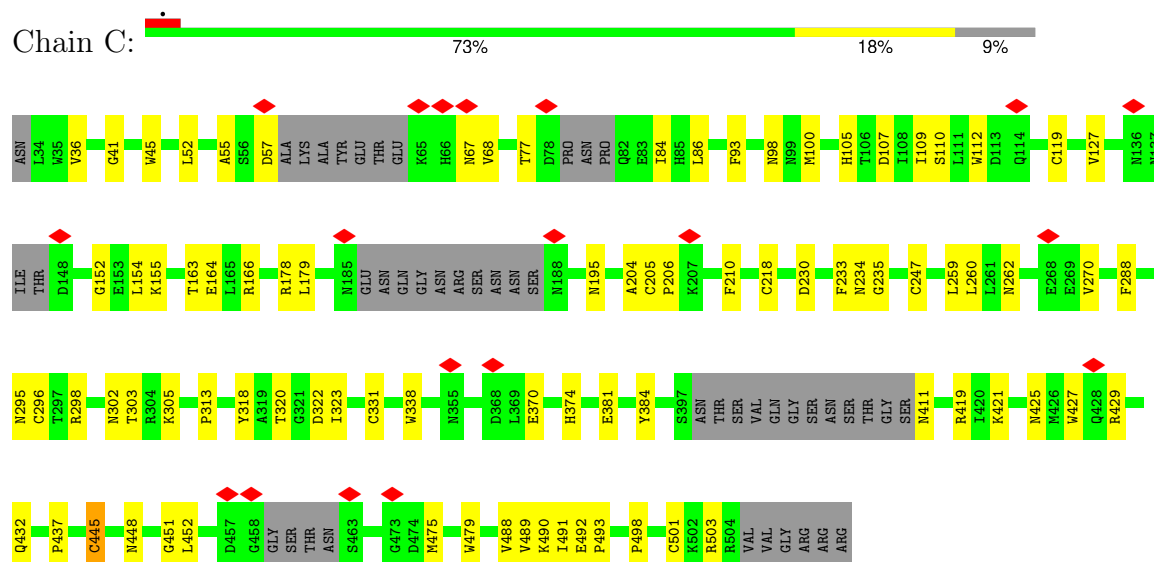 Chain C:
73% 18% 9%
ASN L34 W35 V36 G41 W45 L52 A55 S56 D57 ALA LYS ALA TYR GLU THR GLU K65 H66 N67 V68 T77 D78 PRO ASN PRO Q82 E83 I84 H85 L86 F93 N98 N99 M100 H105 T106 D107 I108 I109 S110 L111 W112 D113 Q114 C119 V127 N136 N137
ILE THR D148 G152 E153 L154 K155 T163 E164 L165 R166 R178 L179 N185 GLU ASN GLN GLY ASN ARG SER ASN ASN SER N188 N195 A204 C205 P206 K207 F210 C218 D230 F233 N234 G235 C247 L259 L260 L261 N262 E268 E269 V270 F288
N295 C296 T297 R298 N302 T303 R304 K305 P313 Y318 A319 T320 G321 D322 I323 C331 W338 N355 D368 L369 E370 H374 E381 Y384 S397 ASN THR SER VAL GLN GLY SER ASN SER THR GLY SER N411 R419 I420 K421 N425 M426 W427 Q428 R429
Q432 P437 C445 N448 G451 L452 D457 G458 GLY SER THR ASN S463 G473 D474 M475 W479 V488 V489 K490 I491 E492 P493 P498 C501 K502 R503 R504 VAL VAL GLY ARG ARG ARG